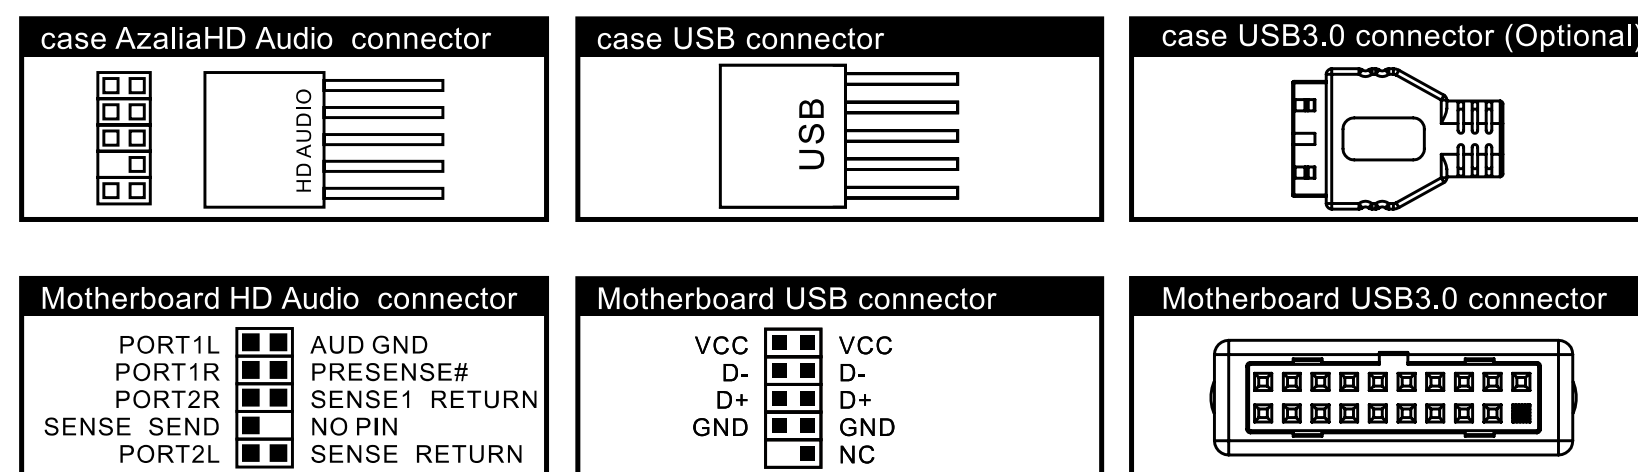 case AzaliaHD Audio connector
HD AUDIO
case USB connector
USB
case USB3.0 connector (Optional)
Motherboard HD Audio connector
PORT1L AUD GND
PORT1R PRESENSE#
PORT2R SENSE1 RETURN
SENSE SEND NO PIN
PORT2L SENSE RETURN
Motherboard USB connector
VCC VCC
D- D-
D+ D+
GND GND
NC
Motherboard USB3.0 connector